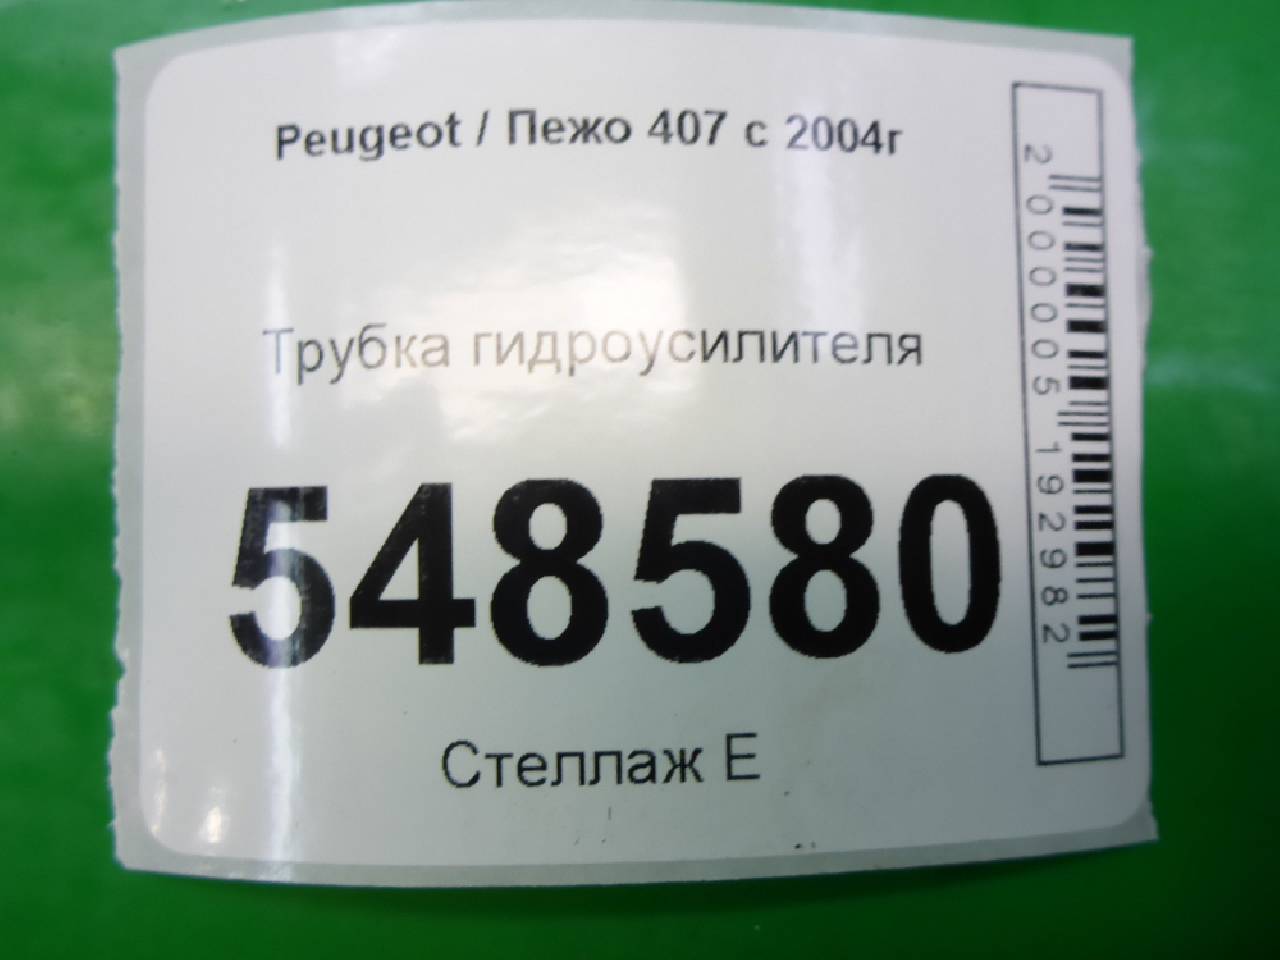 Peugeot / Пежо 407 с 2004г
Трубка гидроусилителя
548580
Стеллаж Е
2000005192982